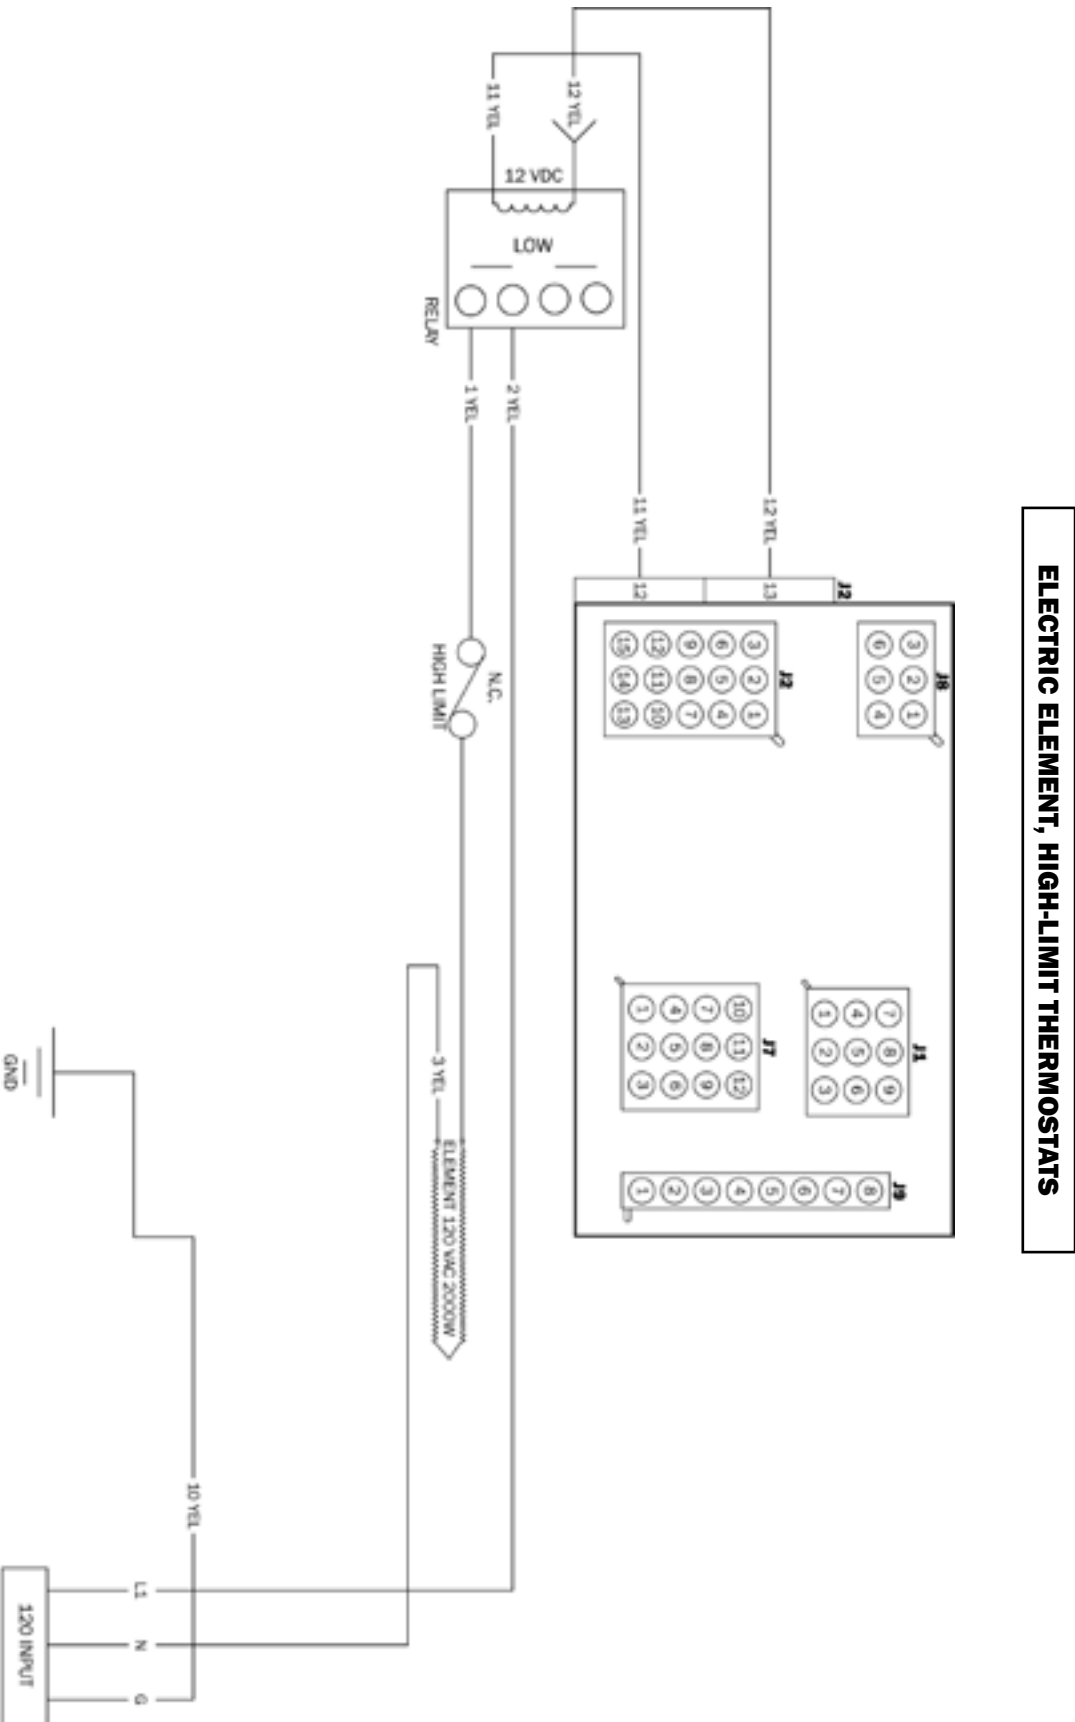 ELECTRIC ELEMENT, HIGH-LIMIT THERMOSTATS
12 YEL
11 YEL
12 VDC
LOW
RELAY
1 YEL
2 YEL
11 YEL
12 YEL
J2
12
13
J8
3 2 1
6 5 4
J2
3 2 1
6 5 4
9 8 7
12 11 10
15 14 13
N.C.
HIGH LIMIT
J1
7 8 9
4 5 6
1 2 3
J7
10 11 12
7 8 9
4 5 6
1 2 3
J9
8
7
6
5
4
3
2
1
3 YEL
ELEMENT 120 VAC 2000W
GND
10 YEL
L1
N
G
120 INPUT